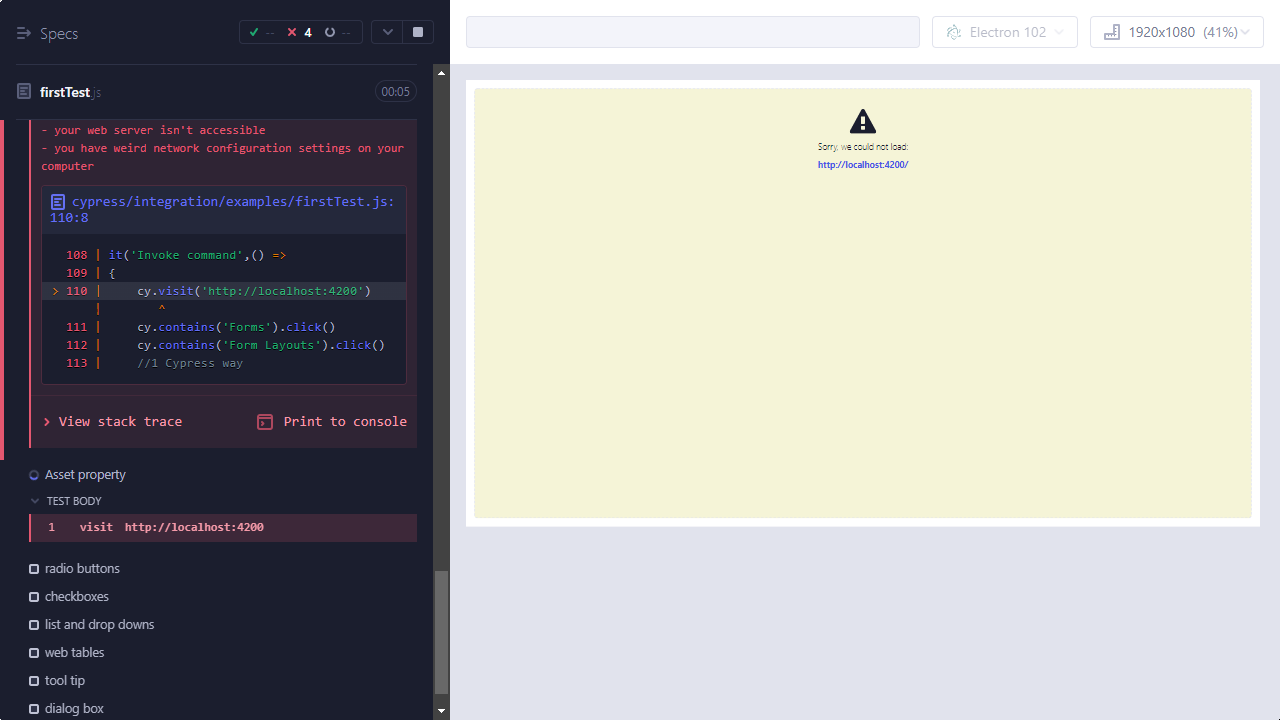 Specs
-- 4 --
Electron 102
1920x1080 (41%)
firstTest.js
00:05
- your web server isn't accessible
- you have weird network configuration settings on your
computer
cypress/integration/examples/firstTest.js:
110:8
108 | it('Invoke command',() =>
109 | {
> 110 |     cy.visit('http://localhost:4200')
|        ^
111 |     cy.contains('Forms').click()
112 |     cy.contains('Form Layouts').click()
113 |     //1 Cypress way
View stack trace
Print to console
Asset property
TEST BODY
1 visit http://localhost:4200
radio buttons
checkboxes
list and drop downs
web tables
tool tip
dialog box
Sorry, we could not load:
http://localhost:4200/